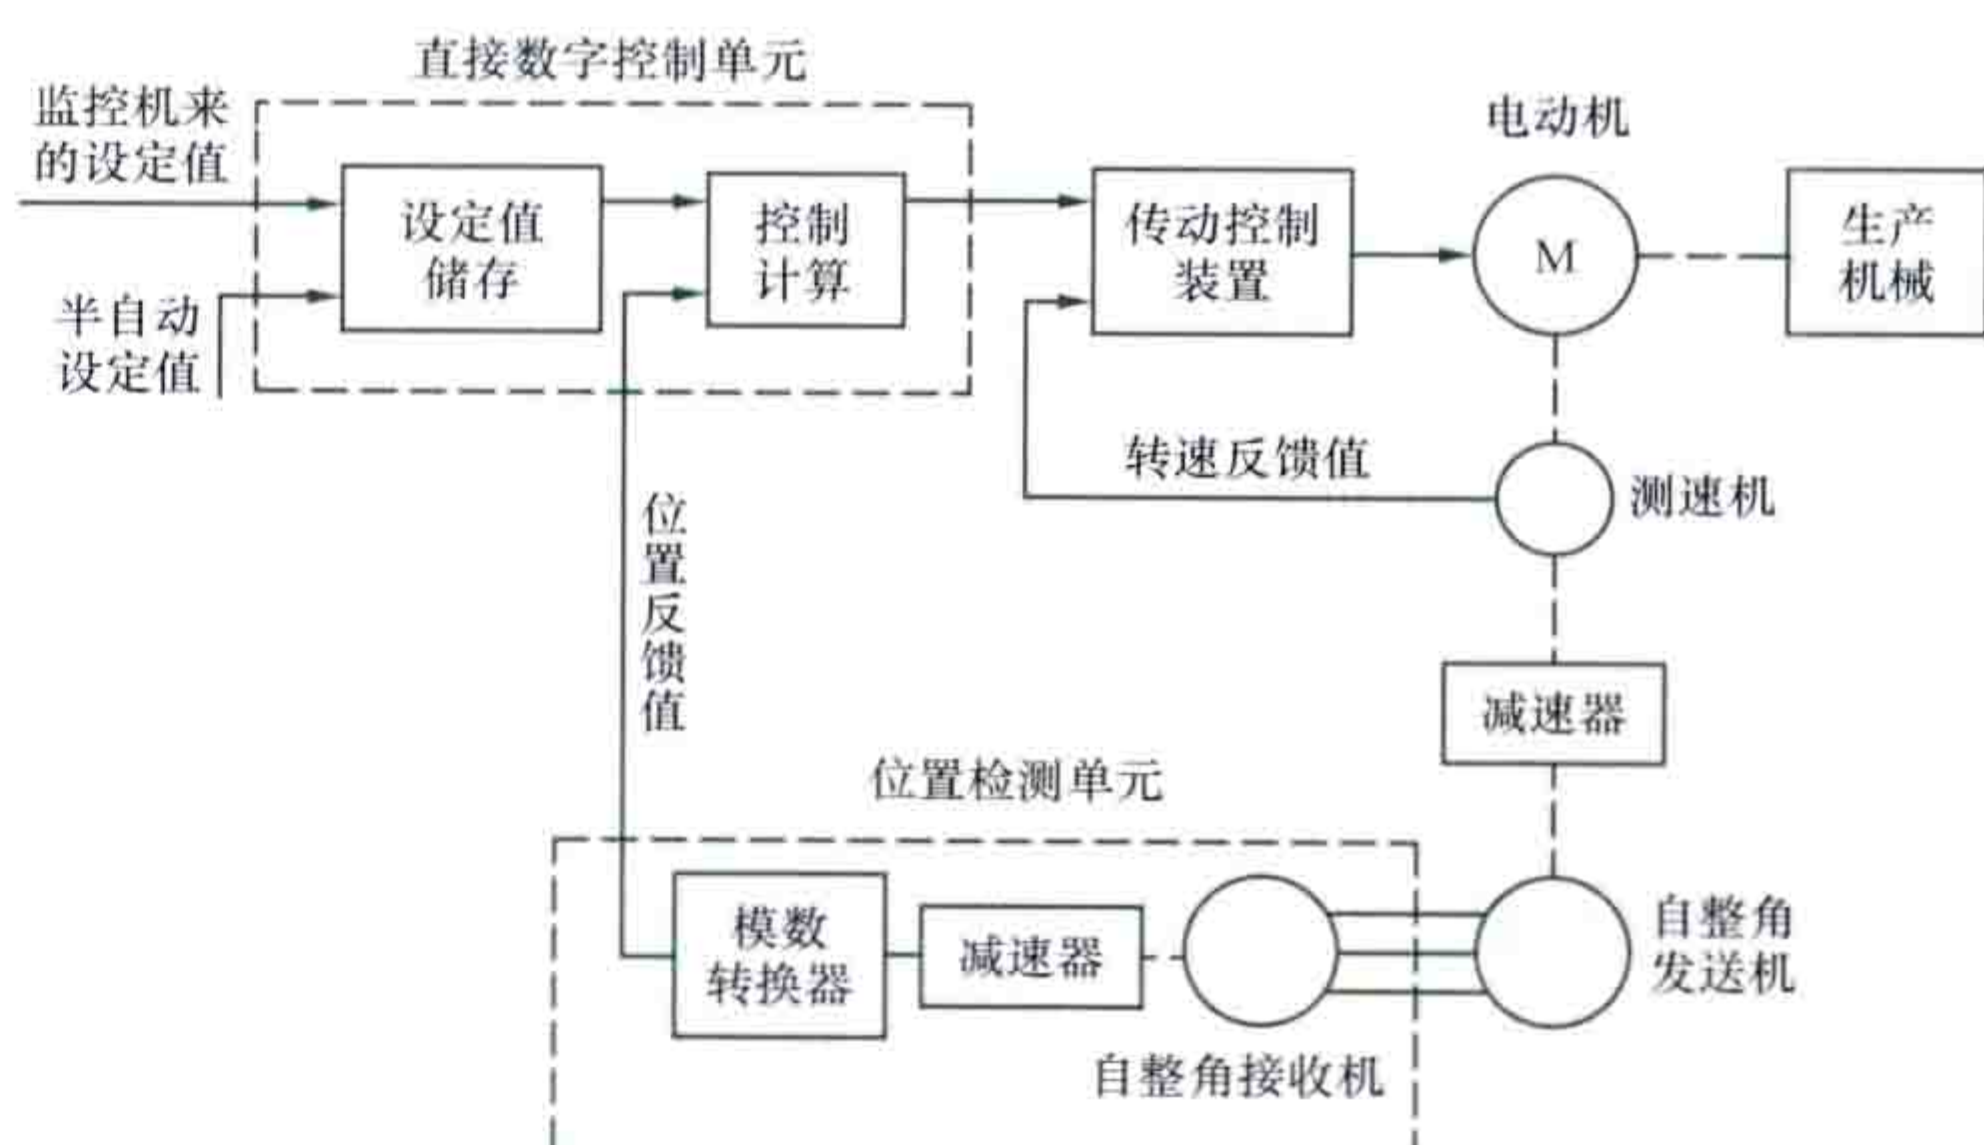 直接数字控制单元
监控机来
的设定值
电动机
设定值
储存
控制
计算
传动控制
装置
M
生产
机械
半自动
设定值
转速反馈值
测速机
位置反馈值
减速器
位置检测单元
模数
转换器
减速器
自整角
发送机
自整角接收机